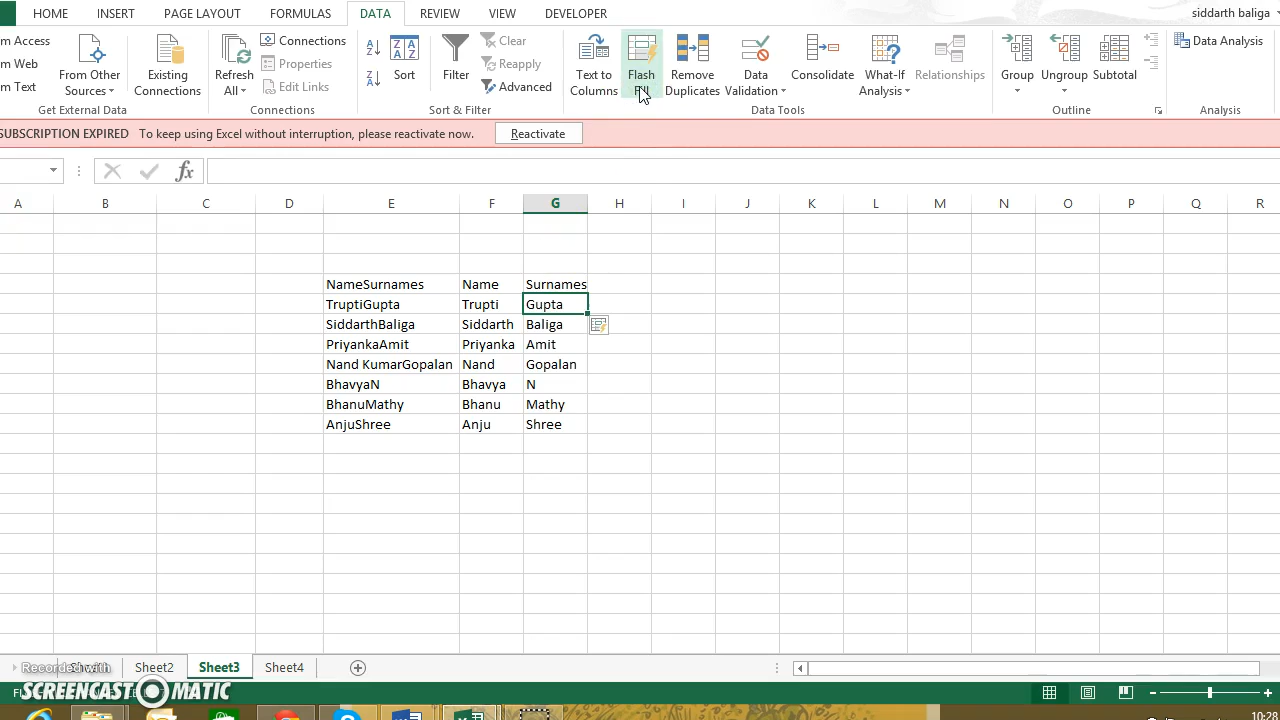 HOME INSERT PAGE LAYOUT FORMULAS DATA REVIEW VIEW DEVELOPER siddarth baliga
m Access
m Web
m Text
From Other
Sources
Existing
Connections
Refresh
All
Connections
Properties
Edit Links
Sort
Filter
Clear
Reapply
Advanced
Text to
Columns
Flash
Fill
Remove
Duplicates
Data
Validation
Consolidate
What-If
Analysis
Relationships
Group
Ungroup
Subtotal
Data Analysis
Get External Data Connections Sort & Filter Data Tools Outline Analysis
SUBSCRIPTION EXPIRED To keep using Excel without interruption, please reactivate now. Reactivate
fx
A B C D E F G H I J K L M N O P Q R
NameSurnames Name Surnames
TruptiGupta Trupti Gupta
SiddarthBaliga Siddarth Baliga
PriyankaAmit Priyanka Amit
Nand KumarGopalan Nand Gopalan
BhavyaN Bhavya N
BhanuMathy Bhanu Mathy
AnjuShree Anju Shree
Sheet2 Sheet3 Sheet4
Recorded with
SCREENCAST MATIC
10:28